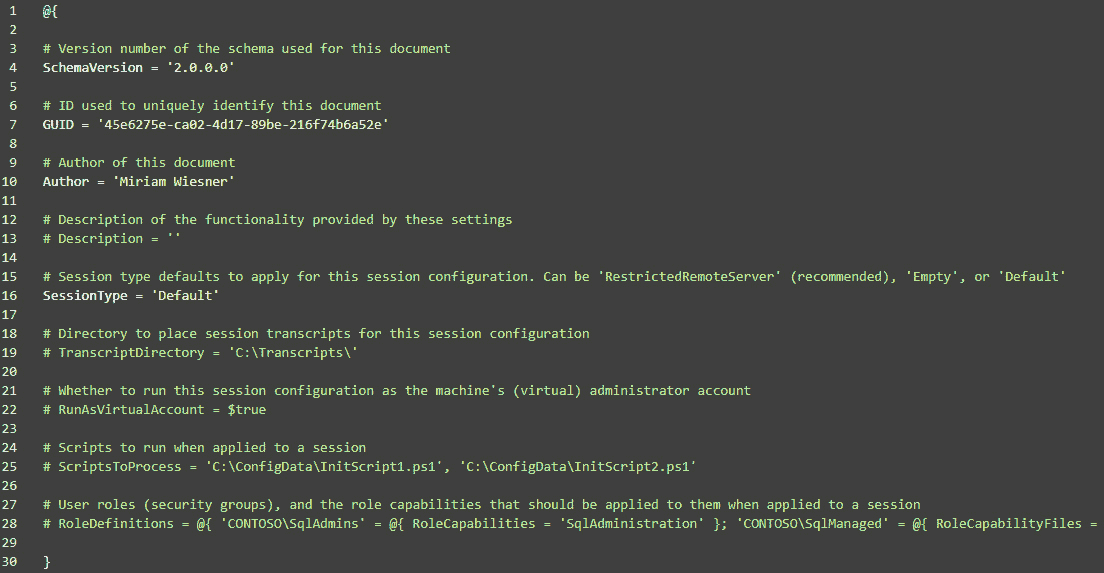 1 @{
2
3 # Version number of the schema used for this document
4 SchemaVersion = '2.0.0.0'
5
6 # ID used to uniquely identify this document
7 GUID = '45e6275e-ca02-4d17-89be-216f74b6a52e'
8
9 # Author of this document
10 Author = 'Miriam Wiesner'
11
12 # Description of the functionality provided by these settings
13 # Description = ''
14
15 # Session type defaults to apply for this session configuration. Can be 'RestrictedRemoteServer' (recommended), 'Empty', or 'Default'
16 SessionType = 'Default'
17
18 # Directory to place session transcripts for this session configuration
19 # TranscriptDirectory = 'C:\Transcripts\'
20
21 # Whether to run this session configuration as the machine's (virtual) administrator account
22 # RunAsVirtualAccount = $true
23
24 # Scripts to run when applied to a session
25 # ScriptsToProcess = 'C:\ConfigData\InitScript1.ps1', 'C:\ConfigData\InitScript2.ps1'
26
27 # User roles (security groups), and the role capabilities that should be applied to them when applied to a session
28 # RoleDefinitions = @{ 'CONTOSO\SqlAdmins' = @{ RoleCapabilities = 'SqlAdministration' }; 'CONTOSO\SqlManaged' = @{ RoleCapabilityFiles =
29
30 }